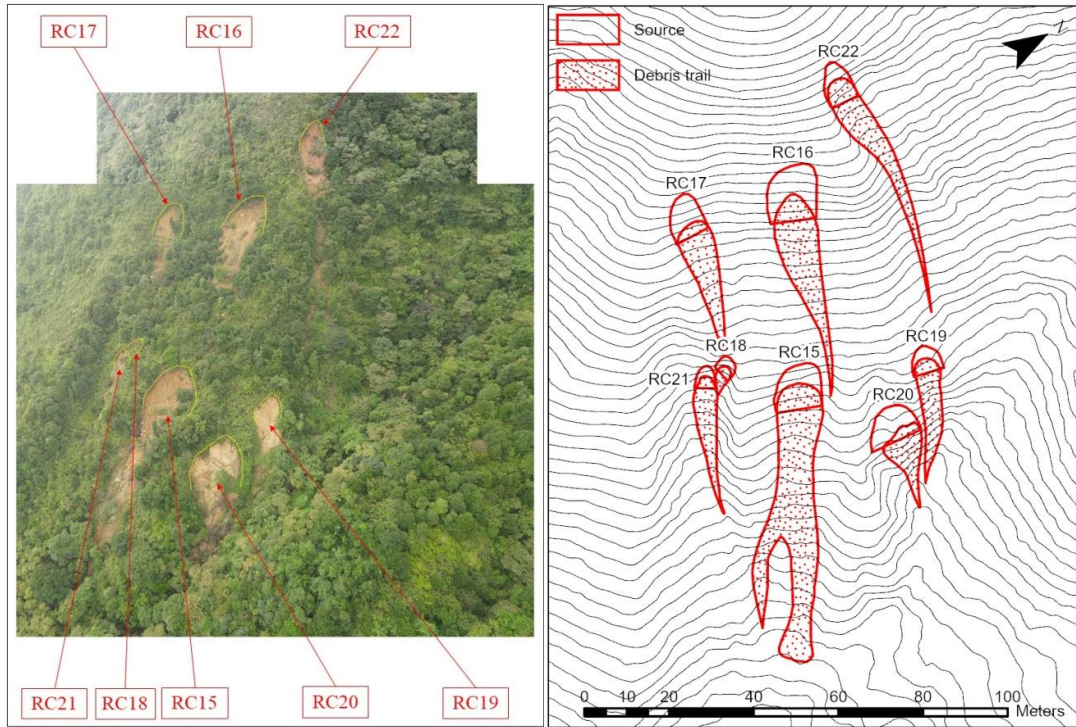 RC17
RC16
RC22
RC21
RC18
RC15
RC20
RC19
Source
Debris trail
RC22
RC16
RC17
RC18
RC15
RC19
RC21
RC20
0 10 20 40 60 80 100
Meters